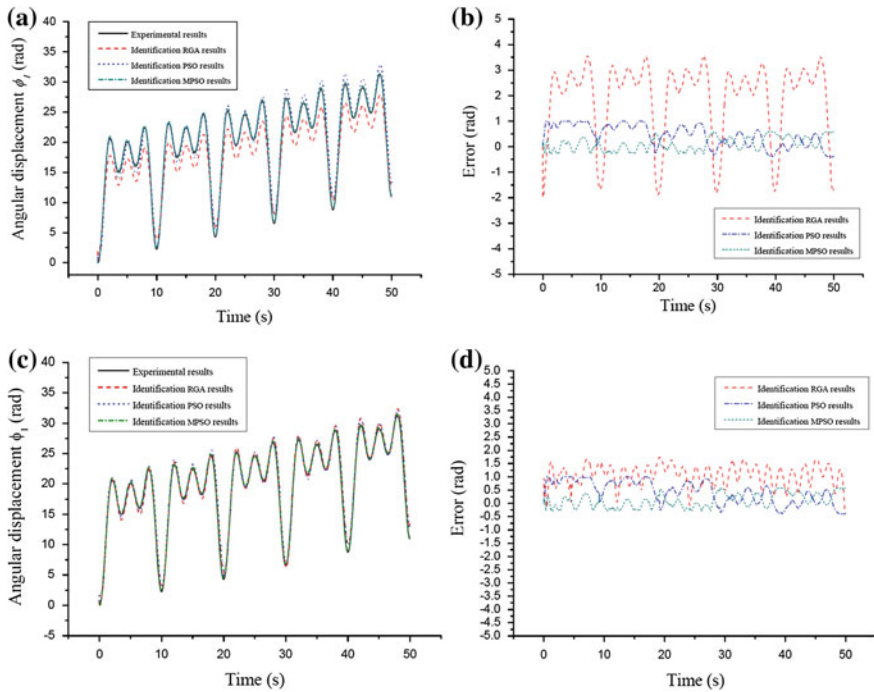 (a)
40
35
30
25
20
15
10
5
0
Angular displacement ϕl (rad)
Experimental results
Identification RGA results
Identification PSO results
Identification MPSO results
0 10 20 30 40 50
Time (s)
(b)
5
4
3
2
1
0
-1
-2
-3
-4
-5
Error (rad)
Identification RGA results
Identification PSO results
Identification MPSO results
0 10 20 30 40 50
Time (s)
(c)
40
35
30
25
20
15
10
5
0
-5
Angular displacement ϕ1 (rad)
Experimental results
Identification RGA results
Identification PSO results
Identification MPSO results
0 10 20 30 40 50
Time (s)
(d)
5.0
4.5
4.0
3.5
3.0
2.5
2.0
1.5
1.0
0.5
0.0
-0.5
-1.0
-1.5
-2.0
-2.5
-3.0
-3.5
-4.0
-4.5
-5.0
Error (rad)
Identification RGA results
Identification PSO results
Identification MPSO results
0 10 20 30 40 50
Time (s)